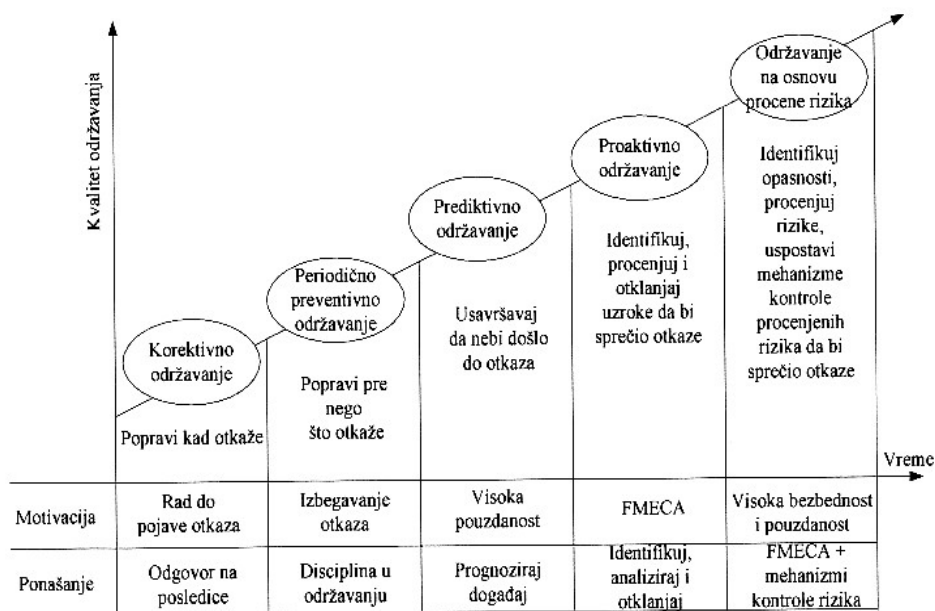 Kvalitet održavanja
Korektivno
održavanje
Popravi kad otkaže
Periodično
preventivno
održavanje
Popravi pre
nego
što otkaže
Prediktivno
održavanje
Usavršavaj
da nebi došlo
do otkaza
Proaktivno
održavanje
Identifikuj,
procenjuj i
otklanjaj
uzroke da bi
sprečio otkaze
Održavanje
na osnovu
procene rizika
Identifikuj
opasnosti,
procenjuj
rizike,
uspostavi
mehanizme
kontrole
procenjenih
rizika da bi
sprečio otkaze
Vreme
Motivacija
Rad do
pojave otkaza
Izbegavanje
otkaza
Visoka
pouzdanost
FMECA
Visoka bezbednost
i pouzdanost
Ponašanje
Odgovor na
posledice
Disciplina u
održavanju
Prognoziraj
događaj
Identifikuj,
analiziraj i
otklanjaj
FMECA +
mehanizmi
kontrole rizika